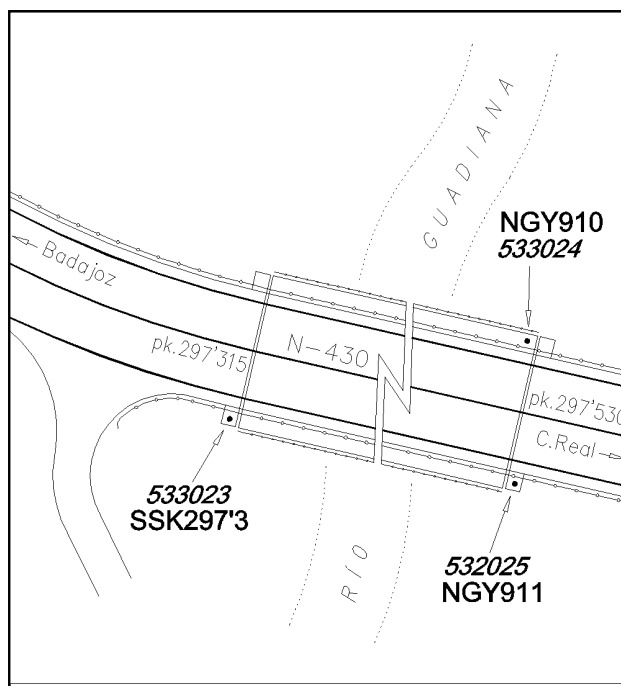 GUADIANA
NGY910
533024
Badajoz
N-430
pk.297'315
pk.297'530
C.Real
533023
SSK297'3
532025
NGY911
RÍO